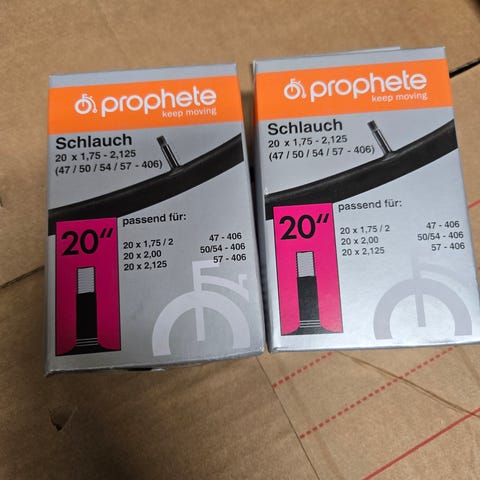 prophete
keep moving
Schlauch
20 x 1,75 - 2,125
(47 / 50 / 54 / 57 - 406)
20“
passend für:
20 x 1,75 / 2 47 - 406
20 x 2,00 50/54 - 406
20 x 2,125 57 - 406
prophete
keep moving
Schlauch
20 x 1,75 - 2,125
(47 / 50 / 54 / 57 - 406)
20“
passend für:
20 x 1,75 / 2 47 - 406
20 x 2,00 50/54 - 406
20 x 2,125 57 - 406